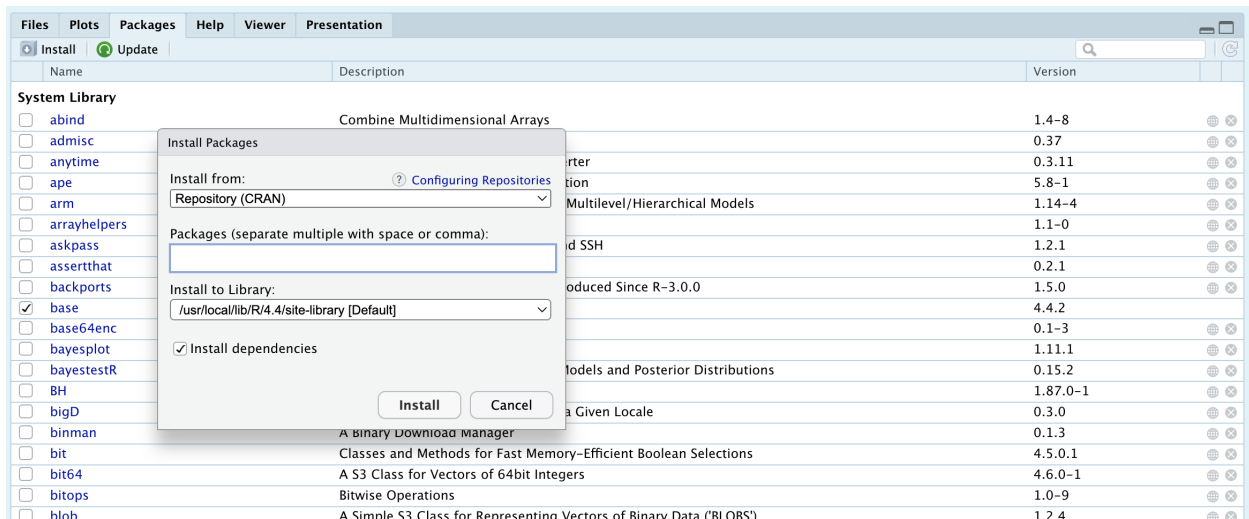 Files Plots Packages Help Viewer Presentation
Install Update
Name Description Version
System Library
abind Combine Multidimensional Arrays 1.4-8
admisc 0.37
anytime erter 0.3.11
ape tion 5.8-1
arm Multilevel/Hierarchical Models 1.14-4
arrayhelpers 1.1-0
askpass nd SSH 1.2.1
assertthat 0.2.1
backports oduced Since R-3.0.0 1.5.0
base 4.4.2
base64enc 0.1-3
bayesplot 1.11.1
bayestestR Models and Posterior Distributions 0.15.2
BH 1.87.0-1
bigD a Given Locale 0.3.0
binman A Binary Download Manager 0.1.3
bit Classes and Methods for Fast Memory-Efficient Boolean Selections 4.5.0.1
bit64 A S3 Class for Vectors of 64bit Integers 4.6.0-1
bitops Bitwise Operations 1.0-9
blob A Simple S3 Class for Representing Vectors of Binary Data ('BLOBS') 1.2.4
Install Packages
Install from: ? Configuring Repositories
Repository (CRAN)
Packages (separate multiple with space or comma):
Install to Library:
/usr/local/lib/R/4.4/site-library [Default]
Install dependencies
Install Cancel